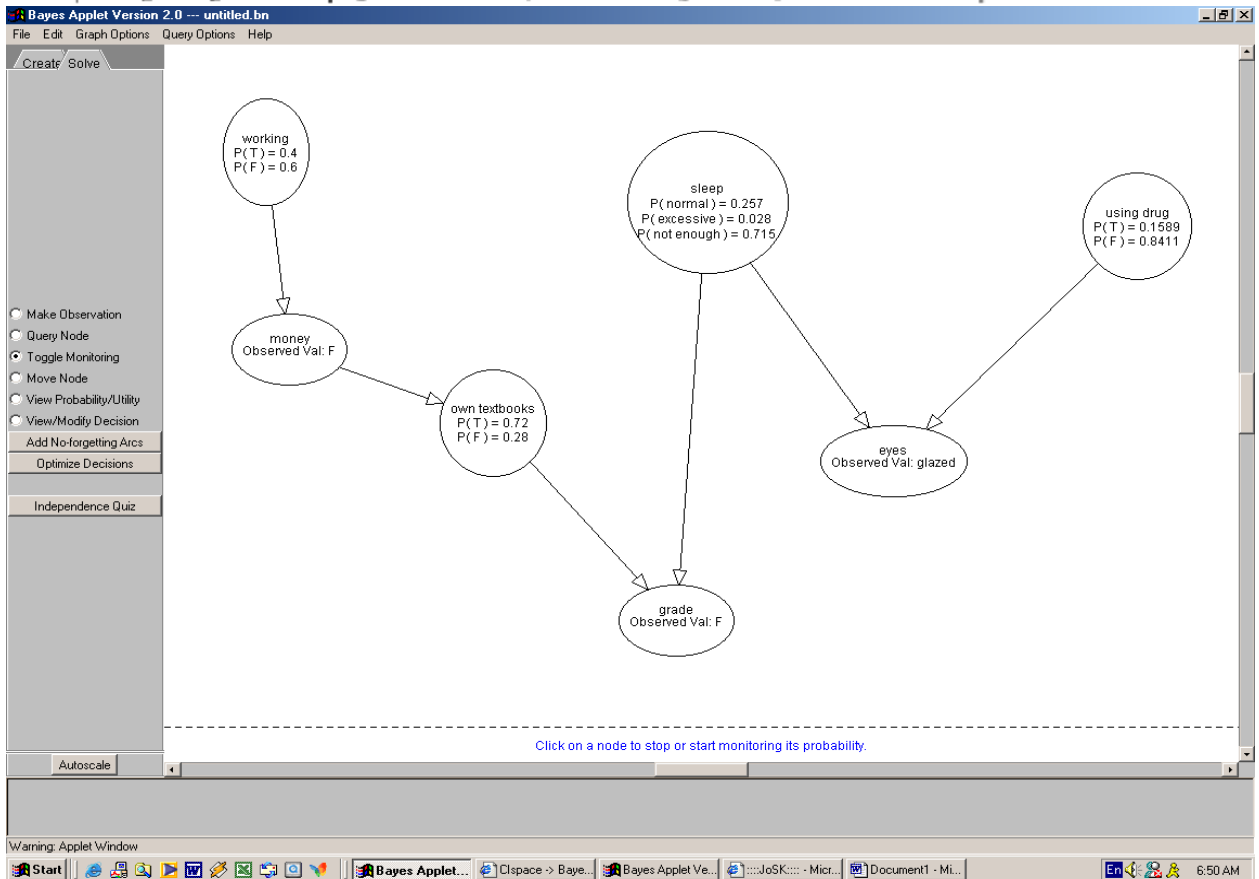 Bayes Applet Version 2.0 --- untitled.bn
File Edit Graph Options Query Options Help
Create Solve
working
P( T ) = 0.4
P( F ) = 0.6
sleep
P( normal ) = 0.257
P( excessive ) = 0.028
P( not enough ) = 0.715
using drug
P( T ) = 0.1589
P( F ) = 0.8411
Make Observation
Query Node
Toggle Monitoring
Move Node
View Probability/Utility
View/Modify Decision
Add No-forgetting Arcs
Optimize Decisions
Independence Quiz
money
Observed Val: F
own textbooks
P( T ) = 0.72
P( F ) = 0.28
eyes
Observed Val: glazed
grade
Observed Val: F
Click on a node to stop or start monitoring its probability.
Autoscale
Warning: Applet Window
Start Bayes Applet... CIspace -> Baye... Bayes Applet Ve... ::::JoSK:::: - Micr... Document1 - Mi... En 6:50 AM